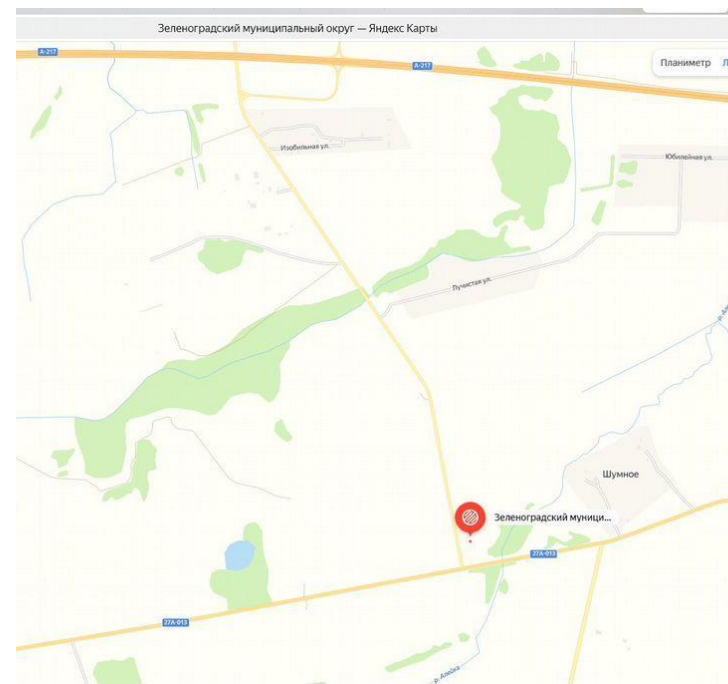 Зеленоградский муниципальный округ — Яндекс Карты
А-217
А-217
Планиметр
Изобильная ул.
Юбилейная ул.
Лучистая ул.
Шумное
Зеленоградский муници...
27А-013
27А-013
р. Алейка